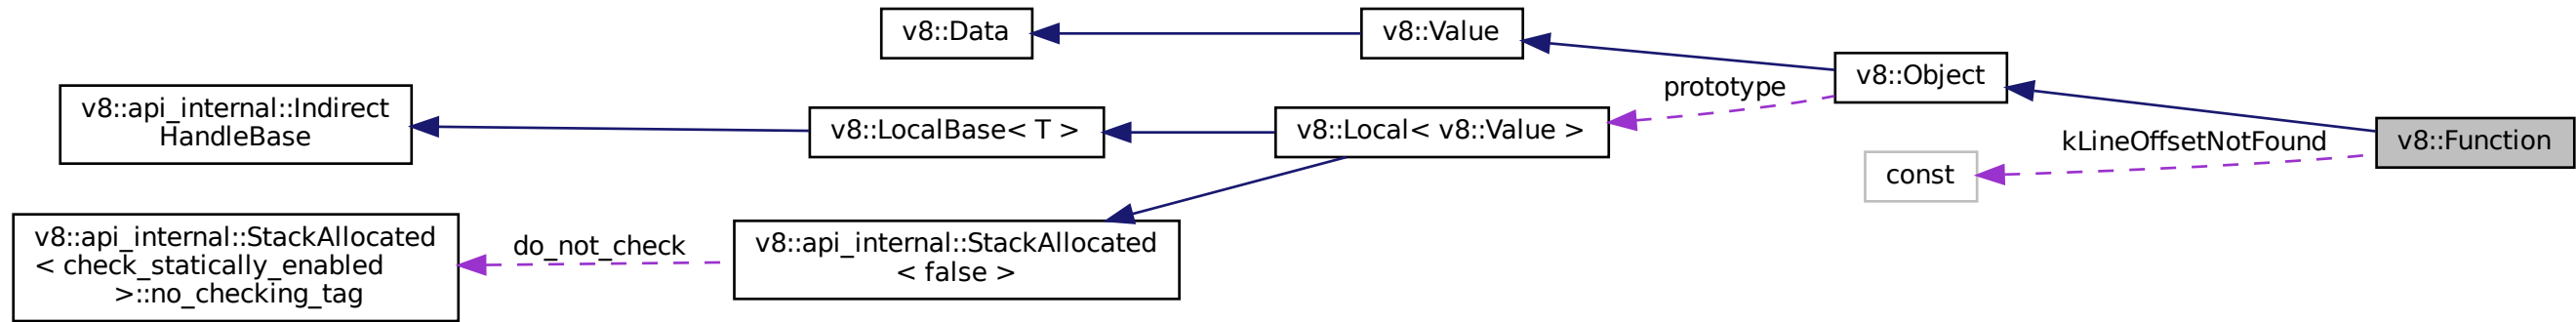 v8::Data
v8::Value
v8::Object
prototype
v8::api_internal::Indirect
HandleBase
v8::LocalBase< T >
v8::Local< v8::Value >
kLineOffsetNotFound
v8::Function
const
v8::api_internal::StackAllocated
< check_statically_enabled
>::no_checking_tag
do_not_check
v8::api_internal::StackAllocated
< false >